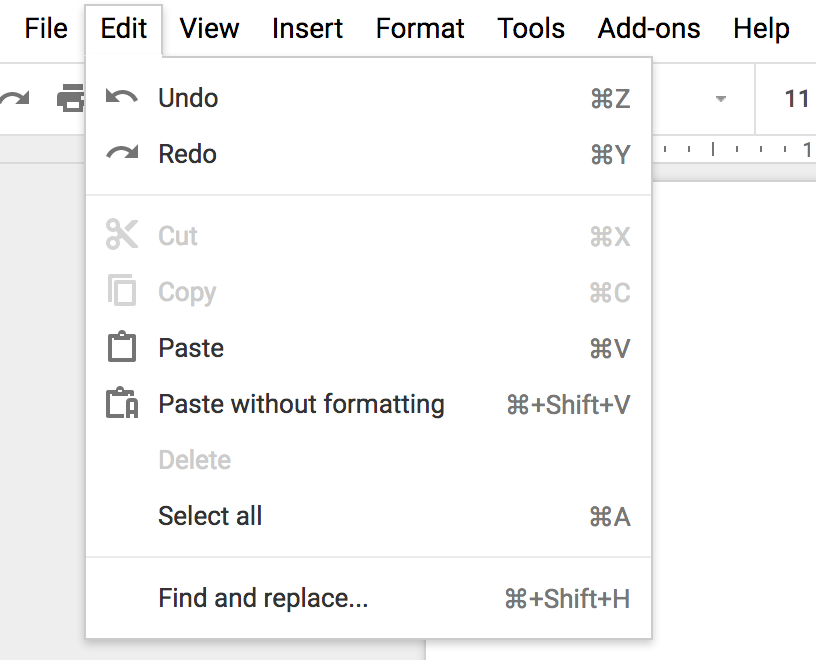 File Edit View Insert Format Tools Add-ons Help
11
Undo ⌘Z
Redo ⌘Y
1
Cut ⌘X
Copy ⌘C
Paste ⌘V
Paste without formatting ⌘+Shift+V
Delete
Select all ⌘A
Find and replace... ⌘+Shift+H